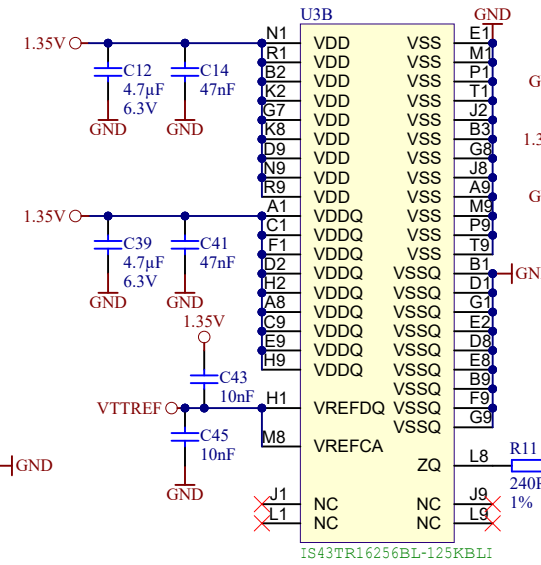 U3B
GND
1.35V
C12
4.7µF
6.3V
GND
C14
47nF
GND
N1 VDD VSS E1
R1 VDD VSS M1
B2 VDD VSS P1
K2 VDD VSS T1
G7 VDD VSS J2
K8 VDD VSS B3
D9 VDD VSS G8
N9 VDD VSS J8
R9 VDD VSS A9
A1 VDDQ VSS M9
C1 VDDQ VSS P9
F1 VDDQ VSS T9
D2 VDDQ VSSQ B1
H2 VDDQ VSSQ D1
A8 VDDQ VSSQ G1
C9 VDDQ VSSQ E2
E9 VDDQ VSSQ D8
H9 VDDQ VSSQ E8
VSSQ B9
H1 VREFDQ VSSQ F9
VSSQ G9
M8 VREFCA
ZQ L8
J1 NC NC J9
L1 NC NC L9
1.35V
C39
4.7µF
6.3V
GND
C41
47nF
GND
1.35V
C43
10nF
VTTREF
C45
10nF
GND
GND
R11
1%
IS43TR16256BL-125KBLI